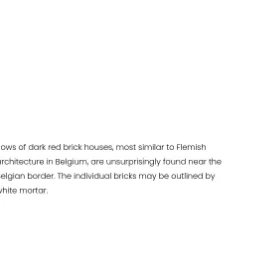 ows of dark red brick houses, most similar to Flemish
rchitecture in Belgium, are unsurprisingly found near the
elgian border. The individual bricks may be outlined by
hite mortar.